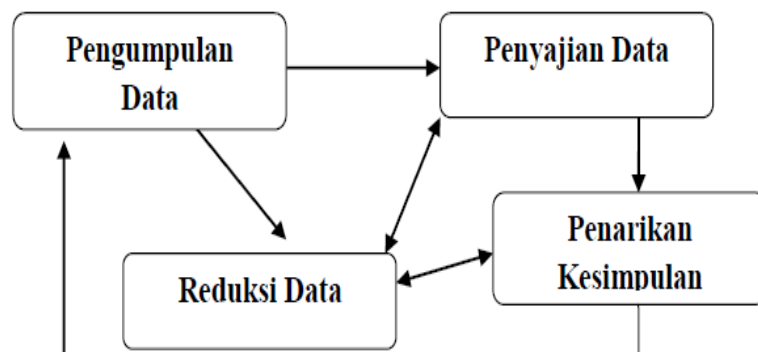 Pengumpulan
Data
Penyajian Data
Penarikan
Kesimpulan
Reduksi Data